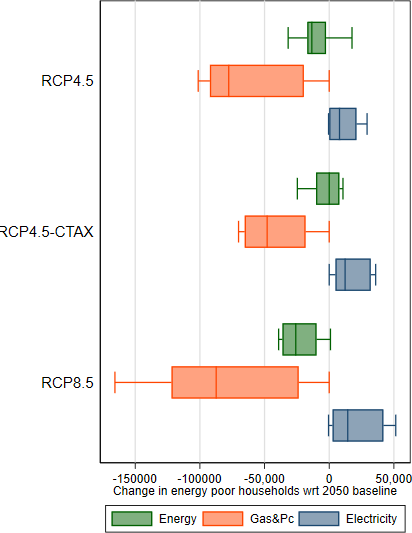 RCP4.5
RCP4.5-CTAX
RCP8.5
-150000 -100000 -50,000 0 50,000
Change in energy poor households wrt 2050 baseline
Energy Gas&Pc Electricity